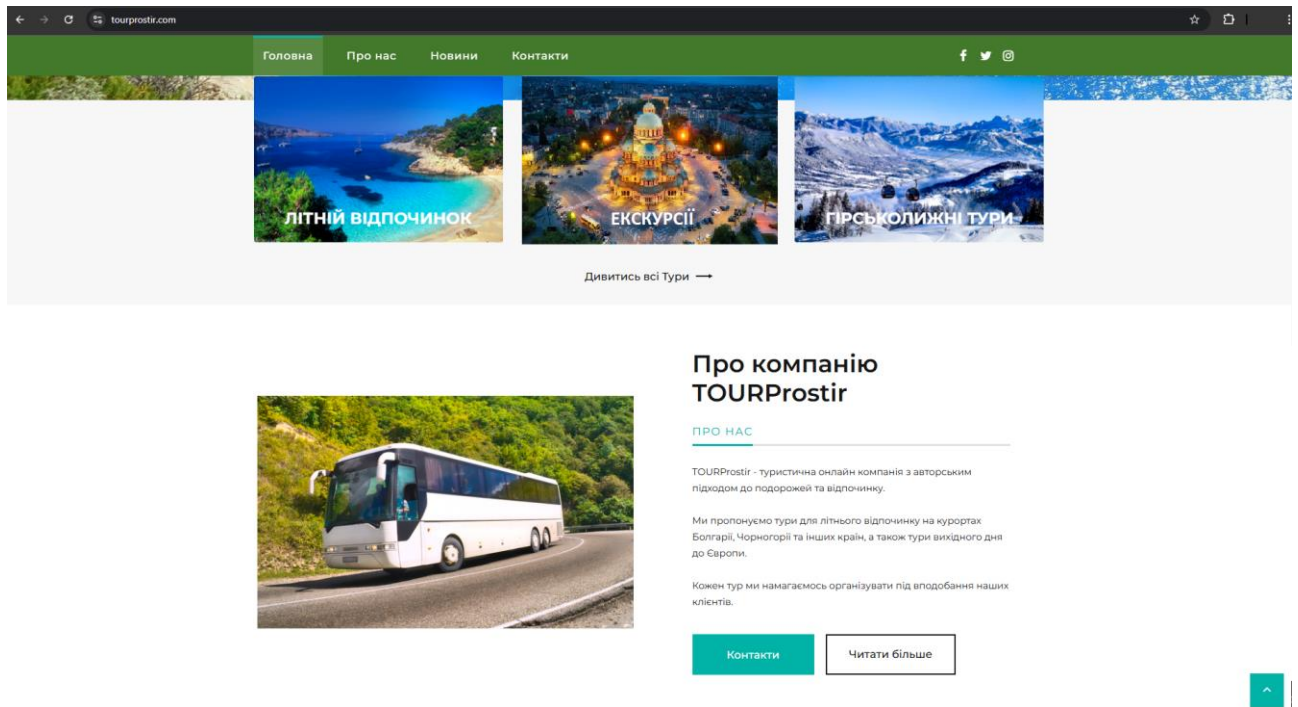 tourprostir.com
Головна Про нас Новини Контакти
ЛІТНІЙ ВІДПОЧИНОК ЕКСКУРСІЇ ГІРСЬКОЛИЖНІ ТУРИ
Дивитись всі Тури
Про компанію
TOURProstir
ПРО НАС
TOURProstir - туристична онлайн компанія з авторським
підходом до подорожей та відпочинку.
Ми пропонуємо тури для літнього відпочинку на курортах
Болгарії, Чорногорії та інших країн, а також тури вихідного дня
до Європи.
Кожен тур ми намагаємось організувати під вподобання наших
клієнтів.
Контакти Читати більше